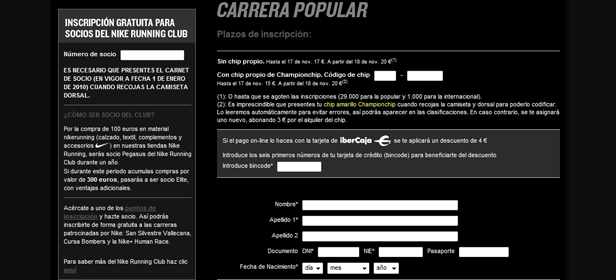 INSCRIPCIÓN GRATUITA PARA
SOCIOS DEL NIKE RUNNING CLUB
Número de socio
ES NECESARIO QUE PRESENTES EL CARNET
DE SOCIO (EN VIGOR A FECHA 1 DE ENERO
DE 2010) CUANDO RECOJAS LA CAMISETA
DORSAL.
¿CÓMO SER SOCIO DEL CLUB?
Por la compra de 100 euros en material
nikerunning (calzado, textil, complementos y
accesorios) en nuestras tiendas Nike
Running, serás socio Pegasus del Nike Running
Club durante un año.
Si durante este periodo acumulas compras por
valor de 300 euros, pasarás a ser socio Elite,
con ventajas adicionales.
Acércate a uno de los puntos de
inscripción y hazte socio. Así podrás
inscribirte de forma gratuita a las carreras
patrocinadas por Nike: San Silvestre Vallecana,
Cursa Bombers y la Nike+ Human Race.
Para saber más del Nike Running Club haz clic
aquí
CARRERA POPULAR
Plazos de inscripción:
Sin chip propio. Hasta el 17 de nov. 17 €. A partir del 18 de nov. 20 €(1)
Con chip propio de Championchip. Código de chip -
Hasta el 17 de nov. 15 €. A partir del 18 de nov. 20 €(2)
(1): O hasta que se agoten las inscripciones (29.000 para la popular y 1.000 para la internacional).
(2): Es imprescindible que presentes tu chip amarillo Championchip cuando recojas la camiseta y dorsal para poderlo codificar.
Lo leeremos automáticamente para evitar errores, así podrás aparecer en las clasificaciones. En caso contrario, se te asignará
uno nuevo, abonando 3 € por el alquiler del chip.
Si el pago on-line lo haces con la tarjeta iberCaja se te aplicará un descuento de 4 €
Introduce los seis primeros números de tu tarjeta de crédito (bincode) para beneficiarte del descuento
Introduce bincode*
Nombre*
Apellido 1*
Apellido 2
Documento DNI* NIE* Pasaporte
Fecha de Nacimiento* día mes año